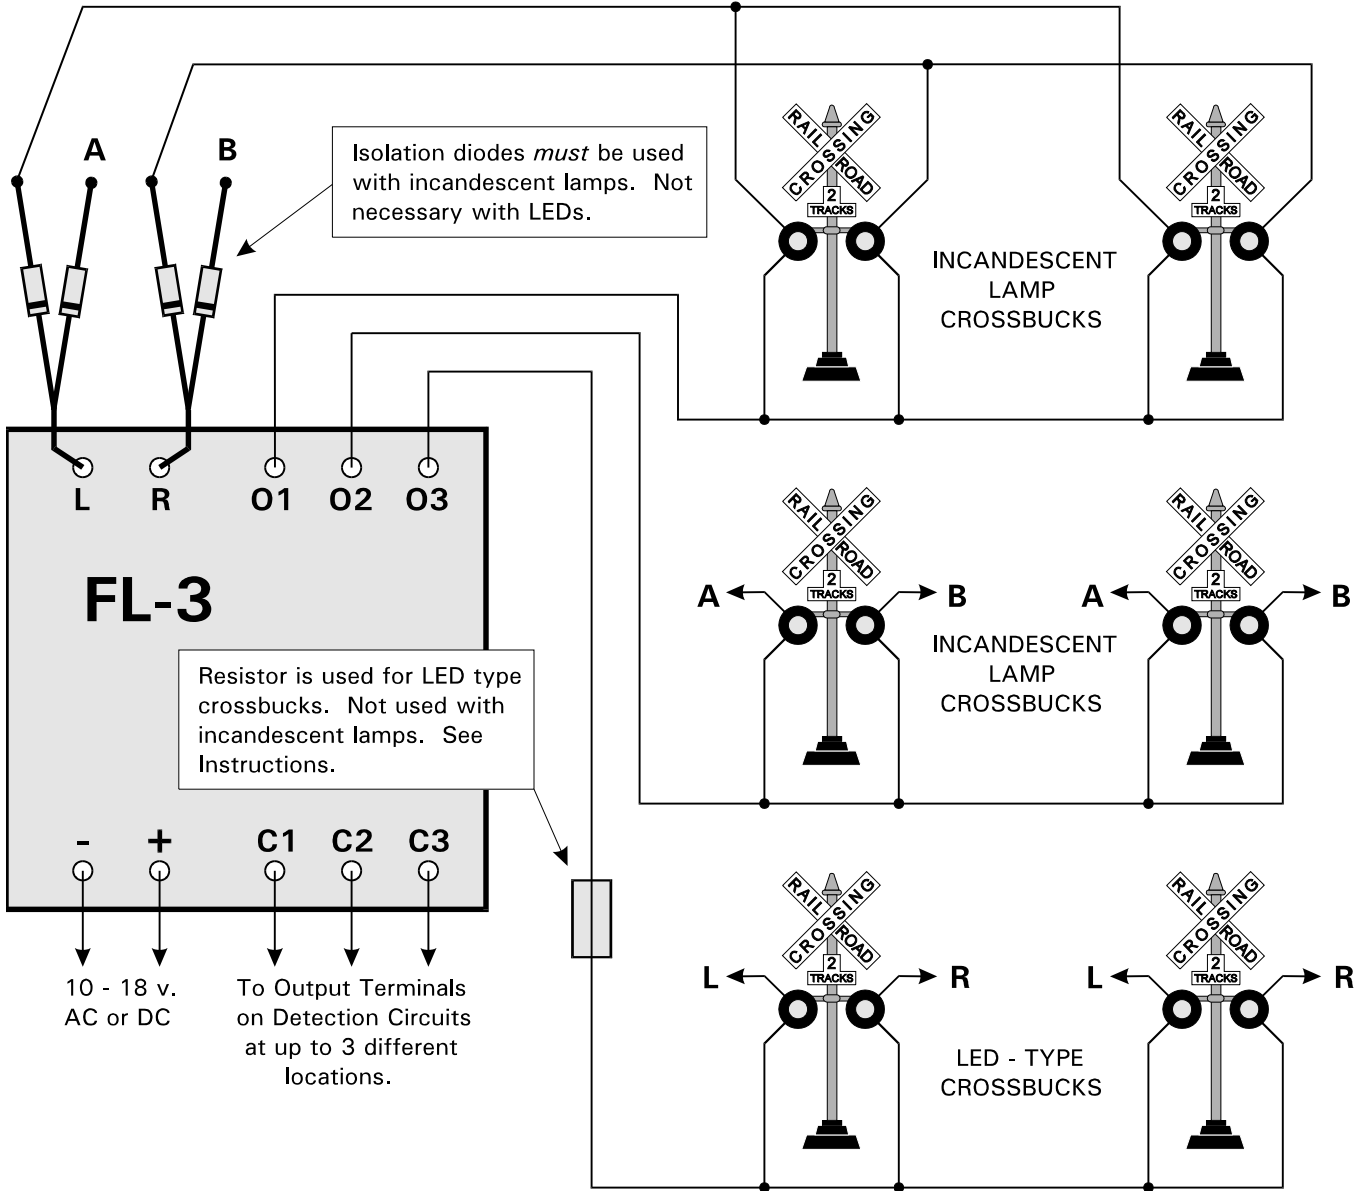 A
B
Isolation diodes must be used
with incandescent lamps. Not
necessary with LEDs.
RAIL ROAD
CROSSING
2
TRACKS
RAIL ROAD
CROSSING
2
TRACKS
INCANDESCENT
LAMP
CROSSBUCKS
L
R
O1
O2
O3
FL-3
RAIL ROAD
CROSSING
2
TRACKS
RAIL ROAD
CROSSING
2
TRACKS
A
B
A
B
INCANDESCENT
LAMP
CROSSBUCKS
Resistor is used for LED type
crossbucks. Not used with
incandescent lamps. See
Instructions.
-
+
C1
C2
C3
10 - 18 v.
AC or DC
To Output Terminals
on Detection Circuits
at up to 3 different
locations.
RAIL ROAD
CROSSING
2
TRACKS
RAIL ROAD
CROSSING
2
TRACKS
L
R
L
R
LED - TYPE
CROSSBUCKS